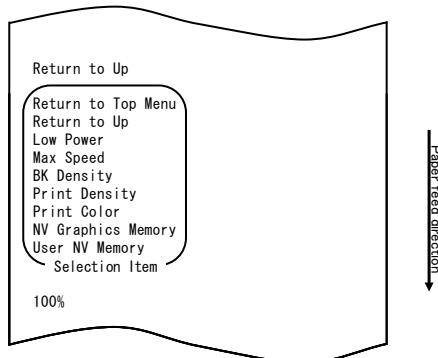 Return to Up
Return to Top Menu
Return to Up
Low Power
Max Speed
BK Density
Print Density
Print Color
NV Graphics Memory
User NV Memory
Selection Item
100%
Paper feed direction